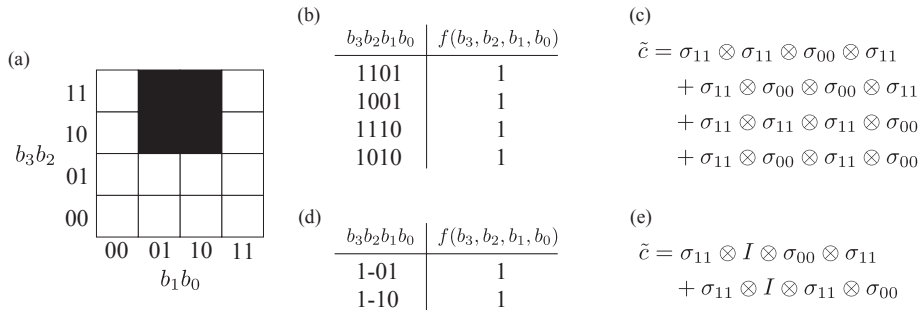 (a)
11
10
b₃b₂
01
00
00 01 10 11
b₁b₀
(b)
b₃b₂b₁b₀ f(b₃, b₂, b₁, b₀)
1101 1
1001 1
1110 1
1010 1
(c)
c̃ = σ₁₁ ⊗ σ₁₁ ⊗ σ₀₀ ⊗ σ₁₁
+ σ₁₁ ⊗ σ₀₀ ⊗ σ₀₀ ⊗ σ₁₁
+ σ₁₁ ⊗ σ₁₁ ⊗ σ₁₁ ⊗ σ₀₀
+ σ₁₁ ⊗ σ₀₀ ⊗ σ₁₁ ⊗ σ₀₀
(d)
b₃b₂b₁b₀ f(b₃, b₂, b₁, b₀)
1-01 1
1-10 1
(e)
c̃ = σ₁₁ ⊗ I ⊗ σ₀₀ ⊗ σ₁₁
+ σ₁₁ ⊗ I ⊗ σ₁₁ ⊗ σ₀₀